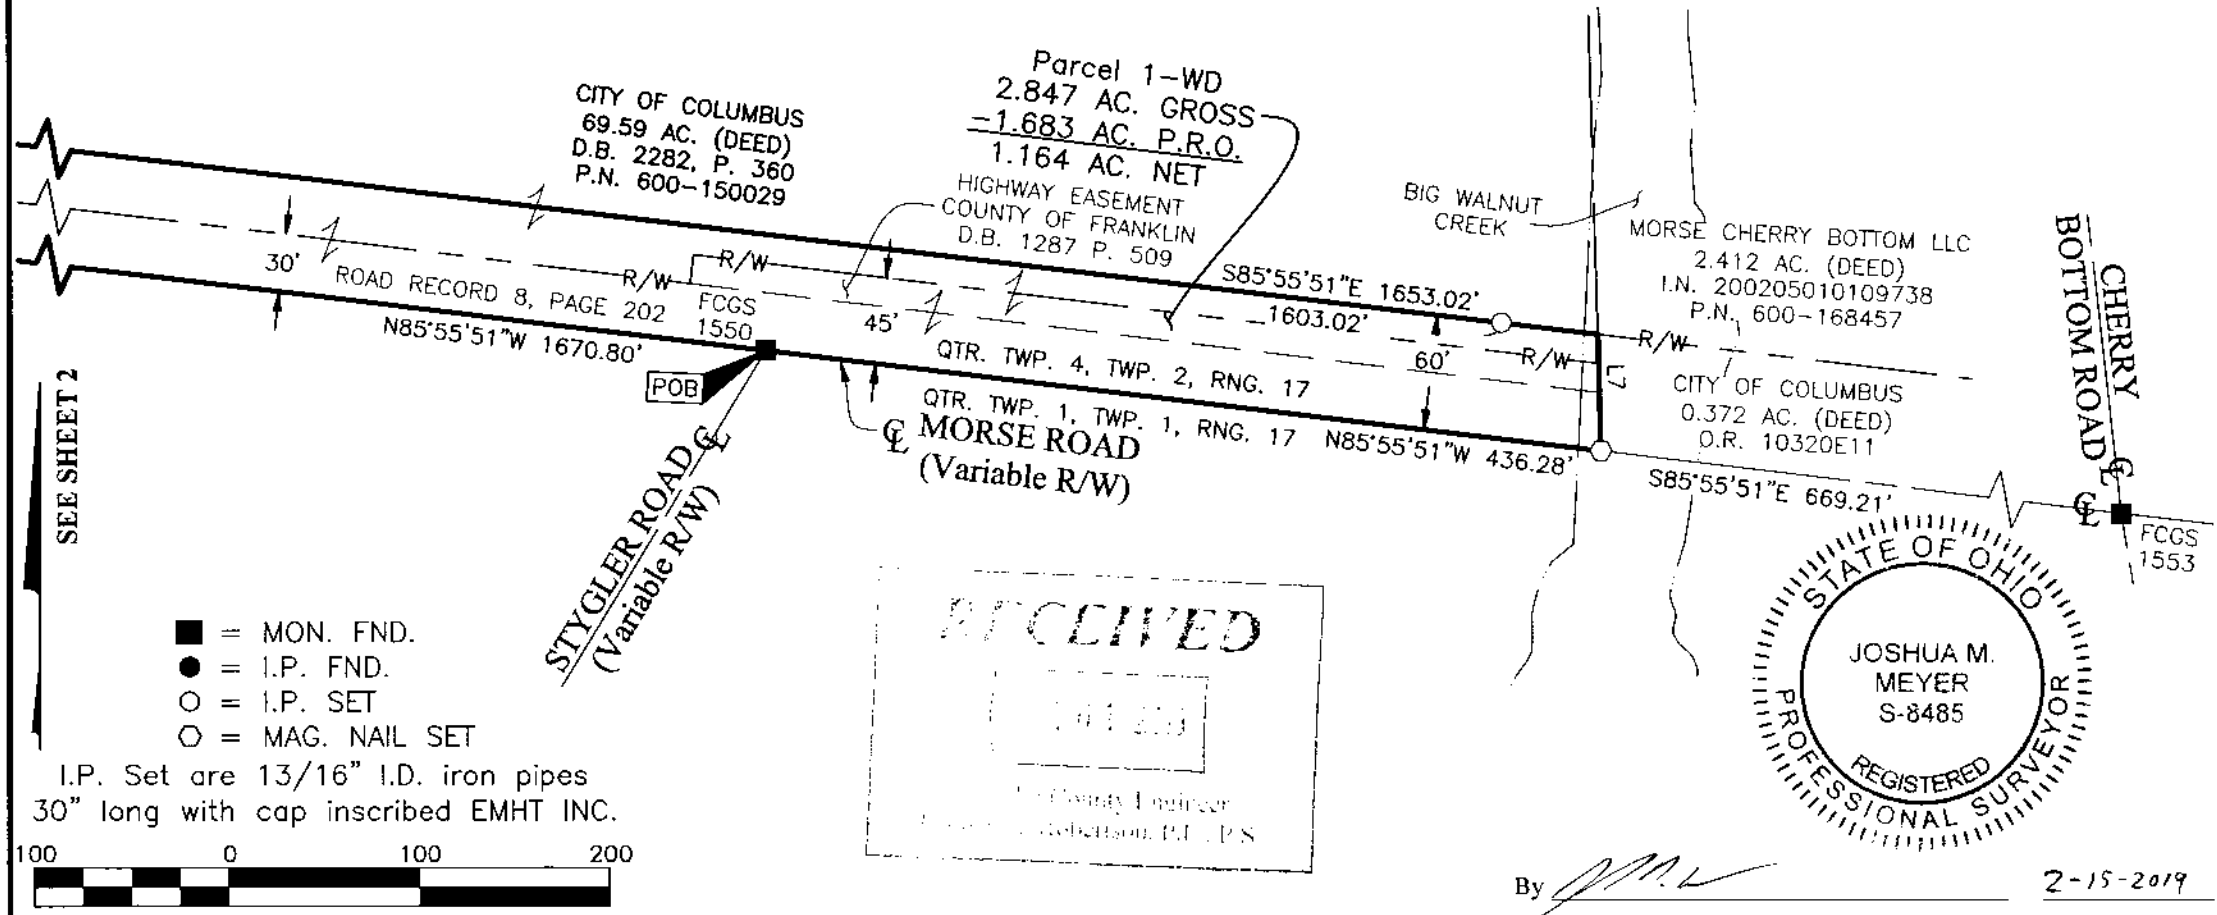 CITY OF COLUMBUS
69.59 AC. (DEED)
D.B. 2282, P. 360
P.N. 600-150029
Parcel 1-WD
2.847 AC. GROSS
-1.683 AC. P.R.O.
1.164 AC. NET
HIGHWAY EASEMENT
COUNTY OF FRANKLIN
D.B. 1287 P. 509
BIG WALNUT
CREEK
MORSE CHERRY BOTTOM LLC
2.412 AC. (DEED)
I.N. 200205010109738
P.N. 600-168457
CHERRY
BOTTOM ROAD ℄
30'
ROAD RECORD 8, PAGE 202
R/W
R/W
FCGS
1550
45'
S85°55'51"E 1653.02'
1603.02'
60'
R/W
R/W
L7
N85°55'51"W 1670.80'
POB
QTR. TWP. 4, TWP. 2, RNG. 17
QTR. TWP. 1, TWP. 1, RNG. 17
N85°55'51"W 436.28'
℄ MORSE ROAD
(Variable R/W)
CITY OF COLUMBUS
0.372 AC. (DEED)
O.R. 10320E11
S85°55'51"E 669.21'
℄
FCGS
1553
SEE SHEET 2
STYGLER ROAD ℄
(Variable R/W)
■ = MON. FND.
● = I.P. FND.
○ = I.P. SET
⬡ = MAG. NAIL SET
I.P. Set are 13/16" I.D. iron pipes
30" long with cap inscribed EMHT INC.
100 0 100 200
RECEIVED
County Engineer
Robertson, P.E., P.S.
STATE OF OHIO
JOSHUA M.
MEYER
S-8485
REGISTERED
PROFESSIONAL SURVEYOR
By
2-15-2019